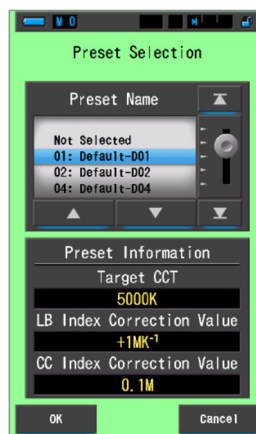 M 0
Preset Selection
Preset Name
Not Selected
01: Default-D01
02: Default-D02
04: Default-D04
Preset Information
Target CCT
5000K
LB Index Correction Value
+1MK⁻¹
CC Index Correction Value
0.1M
OK
Cancel